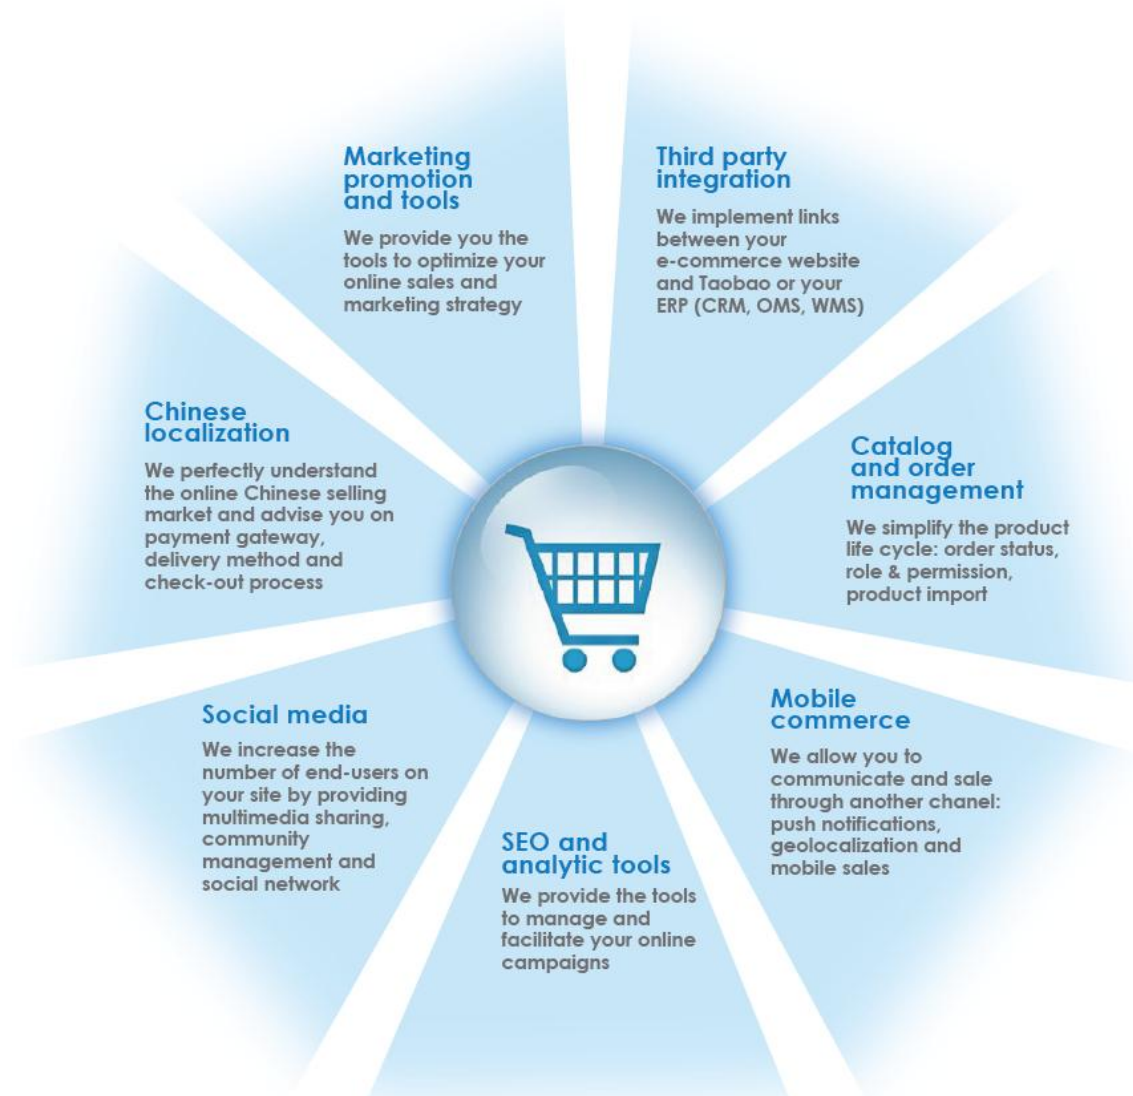 Marketing
promotion
and tools
We provide you the
tools to optimize your
online sales and
marketing strategy
Third party
integration
We implement links
between your
e-commerce website
and Taobao or your
ERP (CRM, OMS, WMS)
Chinese
localization
We perfectly understand
the online Chinese selling
market and advise you on
payment gateway,
delivery method and
check-out process
Catalog
and order
management
We simplify the product
life cycle: order status,
role & permission,
product import
Social media
We increase the
number of end-users on
your site by providing
multimedia sharing,
community
management and
social network
Mobile
commerce
We allow you to
communicate and sale
through another chanel:
push notifications,
geolocalization and
mobile sales
SEO and
analytic tools
We provide the tools
to manage and
facilitate your online
campaigns